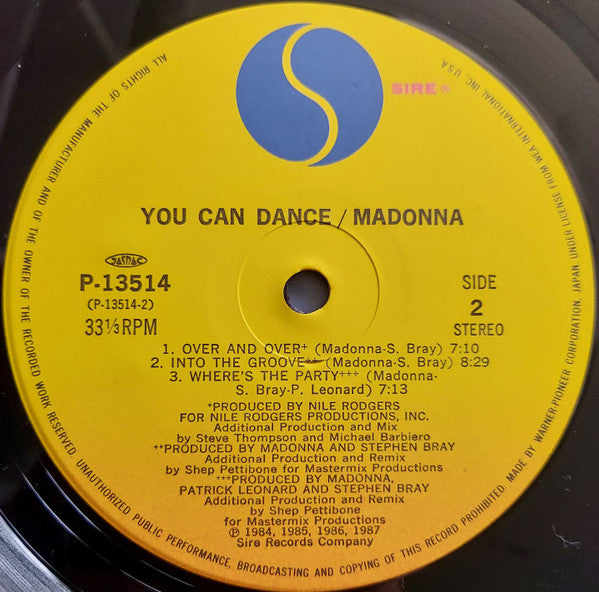 SIRE ®
YOU CAN DANCE/MADONNA
JASRAC
P-13514
(P-13514-2)
33⅓RPM
SIDE
2
STEREO
1. OVER AND OVER⁺ (Madonna-S. Bray) 7:10
2. INTO THE GROOVE⁺⁺ (Madonna-S. Bray) 8:29
3. WHERE'S THE PARTY⁺⁺⁺ (Madonna-
S. Bray-P. Leonard) 7:13
⁺PRODUCED BY NILE RODGERS
FOR NILE RODGERS PRODUCTIONS, INC.
Additional Production and Mix
by Steve Thompson and Michael Barbiero
⁺⁺PRODUCED BY MADONNA AND STEPHEN BRAY
Additional Production and Remix
by Shep Pettibone for Mastermix Productions
⁺⁺⁺PRODUCED BY MADONNA,
PATRICK LEONARD AND STEPHEN BRAY
Additional Production and Remix
by Shep Pettibone
for Mastermix Productions
℗ 1984, 1985, 1986, 1987
Sire Records Company
ALL RIGHTS OF THE MANUFACTURER AND OF THE OWNER OF THE RECORDED WORK RESERVED. UNAUTHORIZED PUBLIC PERFORMANCE, BROADCASTING AND COPYING OF THIS RECORD PROHIBITED. MADE BY WARNER-PIONEER CORPORATION, JAPAN UNDER LICENSE FROM WEA INTERNATIONAL INC., U.S.A.